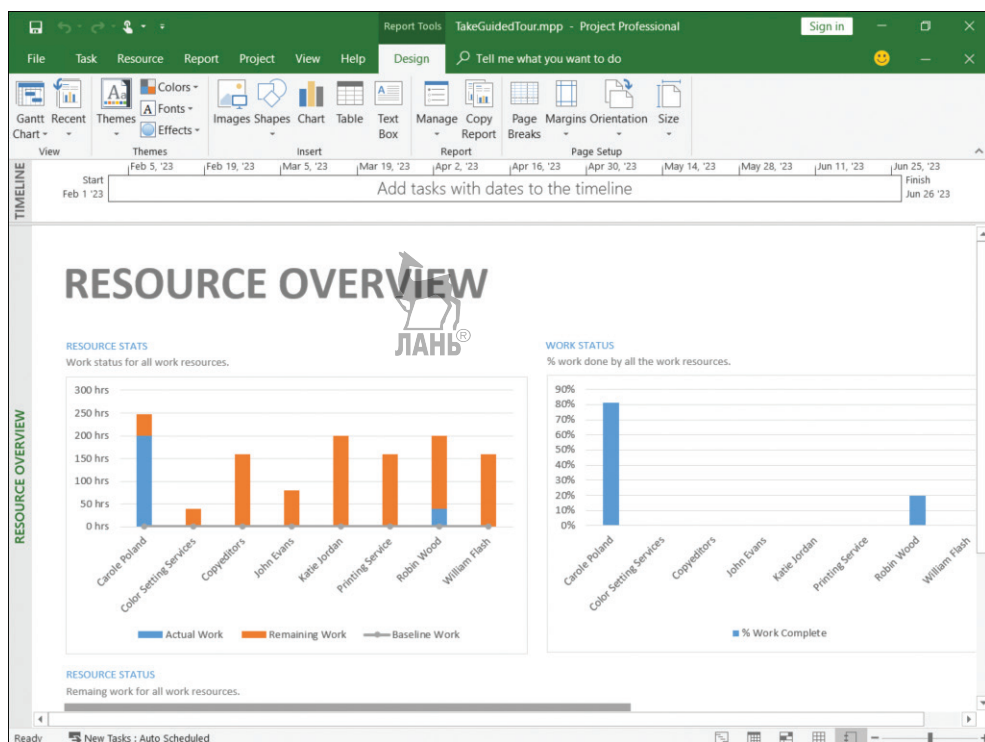 Report Tools TakeGuidedTour.mpp - Project Professional Sign in
File Task Resource Report Project View Help Design Tell me what you want to do
Gantt Chart Recent
View
Themes
Colors
Fonts
Effects
Themes
Images Shapes Chart Table Text Box
Insert
Manage Copy Report
Report
Page Breaks Margins Orientation Size
Page Setup
TIMELINE
Feb 5, '23 Feb 19, '23 Mar 5, '23 Mar 19, '23 Apr 2, '23 Apr 16, '23 Apr 30, '23 May 14, '23 May 28, '23 Jun 11, '23 Jun 25, '23
Start
Feb 1 '23
Add tasks with dates to the timeline
Finish
Jun 26 '23
RESOURCE OVERVIEW
RESOURCE OVERVIEW
ЛАНЬ®
RESOURCE STATS
Work status for all work resources.
300 hrs
250 hrs
200 hrs
150 hrs
100 hrs
50 hrs
0 hrs
Carole Poland
Color Setting Services
Copyeditors
John Evans
Katie Jordan
Printing Service
Robin Wood
William Flash
Actual Work Remaining Work Baseline Work
WORK STATUS
% work done by all the work resources.
90%
80%
70%
60%
50%
40%
30%
20%
10%
0%
Carole Poland
Color Setting Services
Copyeditors
John Evans
Katie Jordan
Printing Service
Robin Wood
William Flash
% Work Complete
RESOURCE STATUS
Remaing work for all work resources.
Ready New Tasks : Auto Scheduled